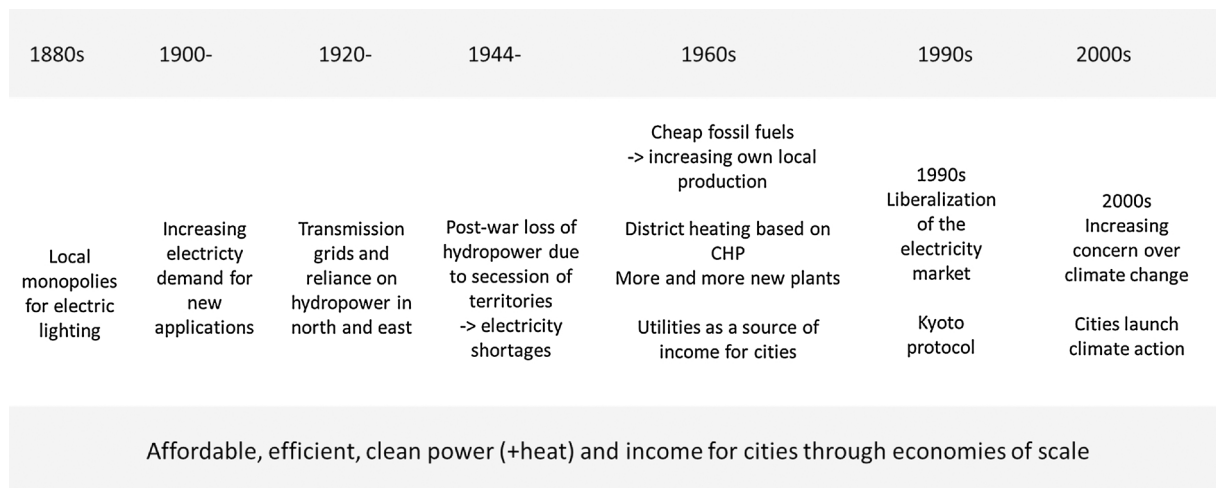 1880s
1900-
1920-
1944-
1960s
1990s
2000s
Local
monopolies
for electric
lighting
Increasing
electricty
demand for
new
applications
Transmission
grids and
reliance on
hydropower in
north and east
Post-war loss of
hydropower due
to secession of
territories
-> electricity
shortages
Cheap fossil fuels
-> increasing own local
production
District heating based on
CHP
More and more new plants
Utilities as a source of
income for cities
1990s
Liberalization
of the
electricity
market
Kyoto
protocol
2000s
Increasing
concern over
climate change
Cities launch
climate action
Affordable, efficient, clean power (+heat) and income for cities through economies of scale